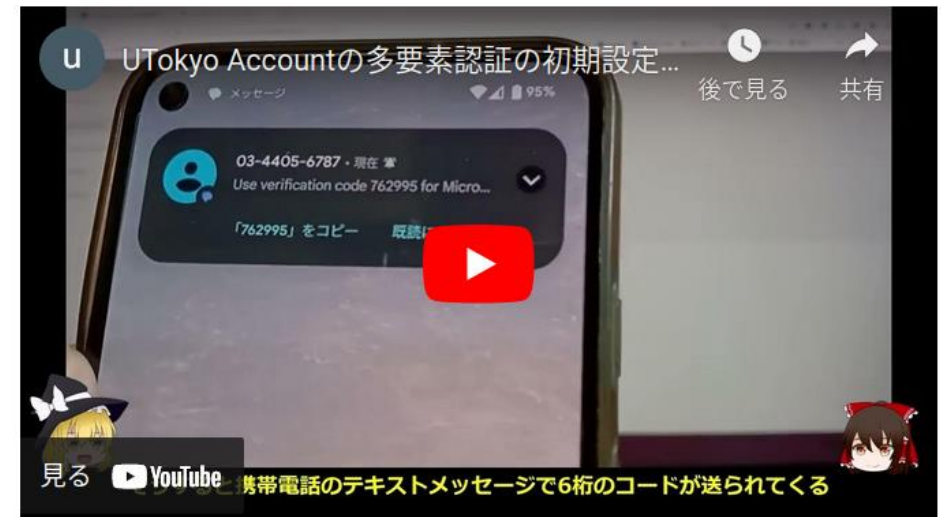 u
UTokyo Accountの多要素認証の初期設定...
後で見る
共有
メッセージ
95%
03-4405-6787・現在
Use verification code 762995 for Micro...
「762995」をコピー
既読に
見る
YouTube
携帯電話のテキストメッセージで6桁のコードが送られてくる